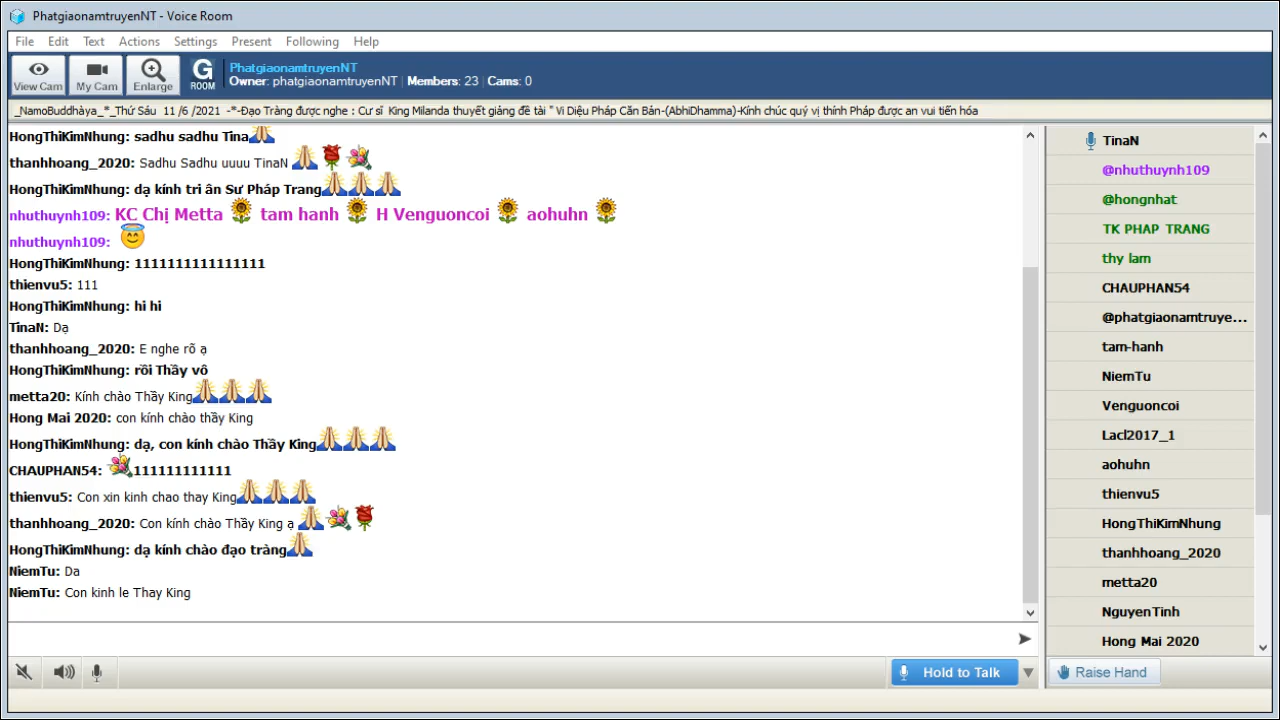 PhatgiaonamtruyenNT - Voice Room
File Edit Text Actions Settings Present Following Help
View Cam My Cam Enlarge G ROOM
PhatgiaonamtruyenNT
Owner: phatgiaonamtruyenNT | Members: 23 | Cams: 0
_NamoBuddhàya_*_Thứ Sáu 11 /6 /2021 -*-Đạo Tràng được nghe : Cư sĩ King Milanda thuyết giảng đề tài " Vi Diệu Pháp Căn Bản-(AbhiDhamma)-Kính chúc quý vị thính Pháp được an vui tiến hóa
HongThiKimNhung: sadhu sadhu Tina
thanhhoang_2020: Sadhu Sadhu uuuu TinaN
HongThiKimNhung: dạ kính tri ân Sư Pháp Trang
nhuthuynh109: KC Chị Metta tam hanh H Venguoncoi aohuhn
nhuthuynh109:
HongThiKimNhung: 1111111111111111
thienvu5: 111
HongThiKimNhung: hi hi
TinaN: Dạ
thanhhoang_2020: E nghe rõ ạ
HongThiKimNhung: rồi Thầy vô
metta20: Kính chào Thầy King
Hong Mai 2020: con kính chào thầy King
HongThiKimNhung: dạ, con kính chào Thầy King
CHAUPHAN54: 111111111111
thienvu5: Con xin kinh chao thay King
thanhhoang_2020: Con kính chào Thầy King ạ
HongThiKimNhung: dạ kính chào đạo tràng
NiemTu: Da
NiemTu: Con kinh le Thay King
Hold to Talk
TinaN
@nhuthuynh109
@hongnhat
TK PHAP TRANG
thy lam
CHAUPHAN54
@phatgiaonamtruye...
tam-hanh
NiemTu
Venguoncoi
Lacl2017_1
aohuhn
thienvu5
HongThiKimNhung
thanhhoang_2020
metta20
NguyenTinh
Hong Mai 2020
Raise Hand